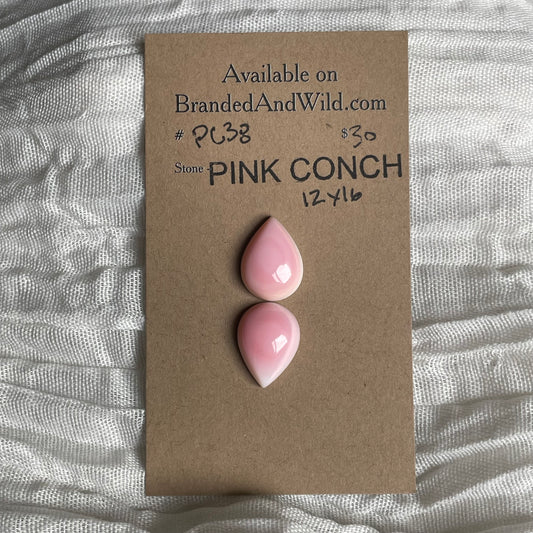 Available on
BrandedAndWild.com
# PC38 $30
Stone - PINK CONCH
12x16